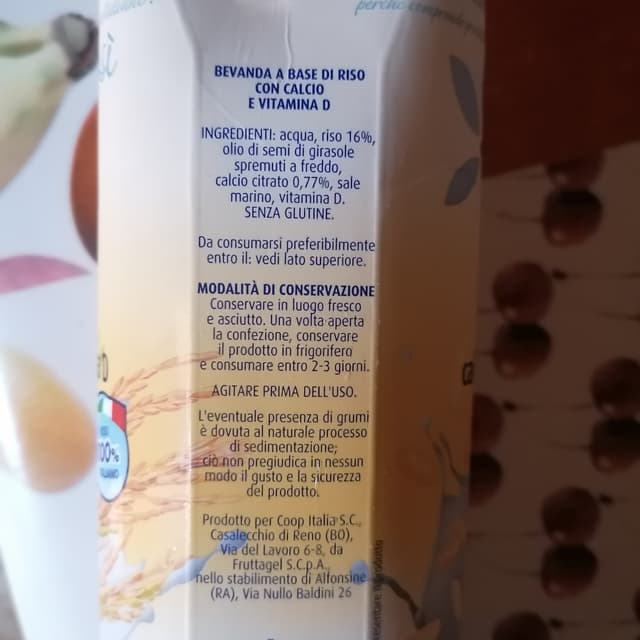 perché comprende
sì
BEVANDA A BASE DI RISO
CON CALCIO
E VITAMINA D
INGREDIENTI: acqua, riso 16%,
olio di semi di girasole
spremuti a freddo,
calcio citrato 0,77%, sale
marino, vitamina D.
SENZA GLUTINE.
Da consumarsi preferibilmente
entro il: vedi lato superiore.
MODALITÀ DI CONSERVAZIONE
Conservare in luogo fresco
e asciutto. Una volta aperta
la confezione, conservare
il prodotto in frigorifero
e consumare entro 2-3 giorni.
AGITARE PRIMA DELL'USO.
L'eventuale presenza di grumi
è dovuta al naturale processo
di sedimentazione;
ciò non pregiudica in nessun
modo il gusto e la sicurezza
del prodotto.
Prodotto per Coop Italia S.C.,
Casalecchio di Reno (BO),
Via del Lavoro 6-8, da
Fruttagel S.C.p.A.,
nello stabilimento di Alfonsine
(RA), Via Nullo Baldini 26
100%